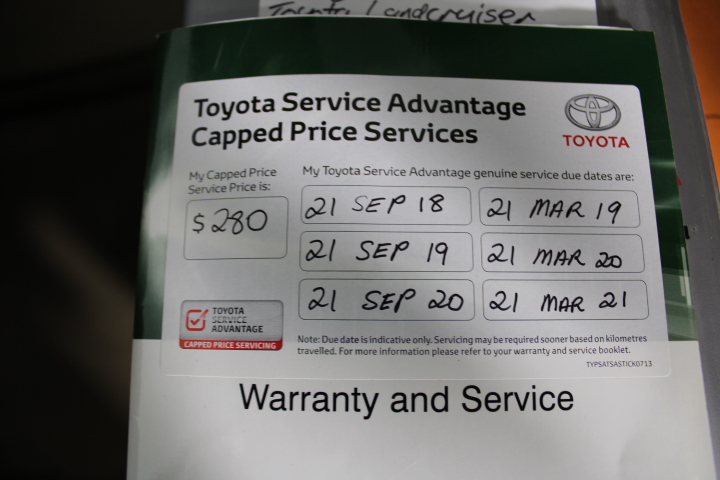 Toyota Landcruiser
Toyota Service Advantage
Capped Price Services
TOYOTA
My Capped Price
Service Price is:
$280
My Toyota Service Advantage genuine service due dates are:
21 SEP 18
21 MAR 19
21 SEP 19
21 MAR 20
21 SEP 20
21 MAR 21
TOYOTA
SERVICE
ADVANTAGE
CAPPED PRICE SERVICING
Note: Due date is indicative only. Servicing may be required sooner based on kilometres
travelled. For more information please refer to your warranty and service booklet.
TYPSATSASTICK0713
Warranty and Service